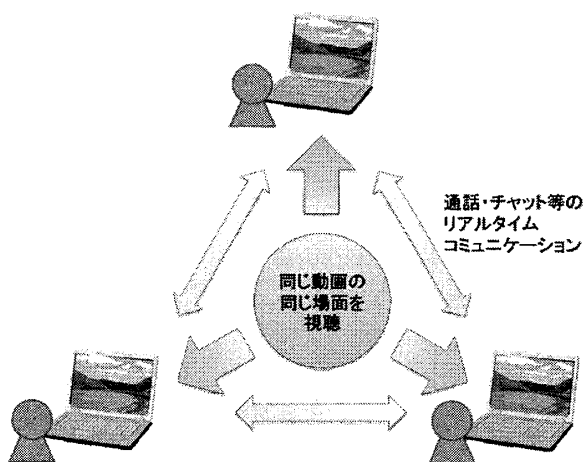 通話・チャット等の
リアルタイム
コミュニケーション
同じ動画の
同じ場面を
視聴